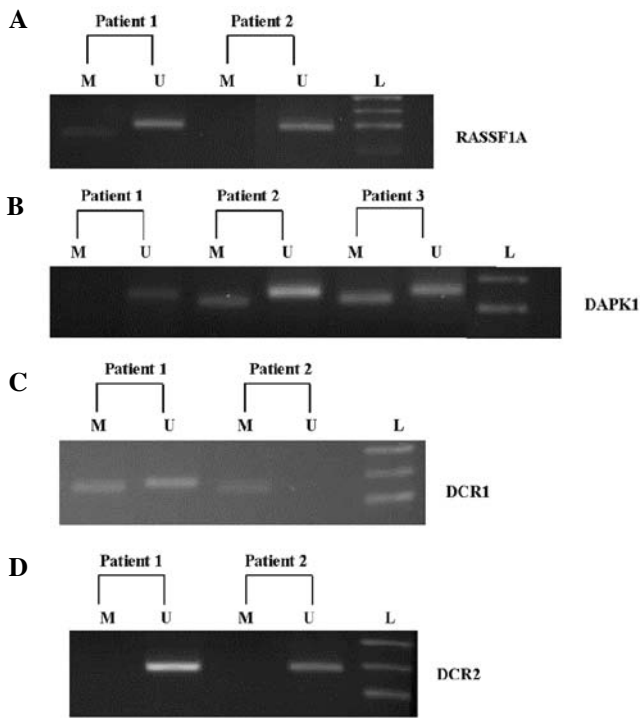 A
Patient 1 Patient 2
M U M U L
RASSF1A
B
Patient 1 Patient 2 Patient 3
M U M U M U L
DAPK1
C
Patient 1 Patient 2
M U M U L
DCR1
D
Patient 1 Patient 2
M U M U L
DCR2